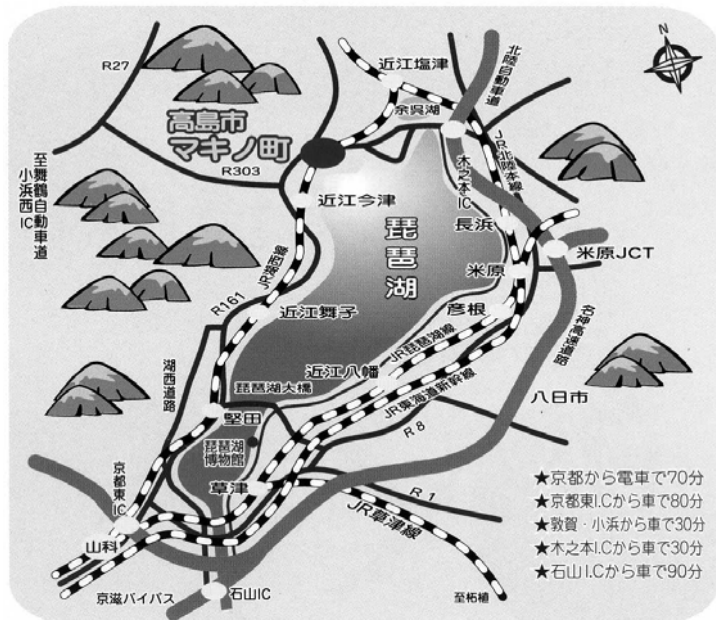 R27
近江塩津
北陸自動車道
余呉湖
高島市
マキノ町
R303
至舞鶴自動車道
小浜西IC
木之本IC
JR北陸本線
近江今津
琵琶湖
長浜
米原
米原JCT
JR湖西線
R161
近江舞子
彦根
名神高速道路
JR琵琶湖線
近江八幡
JR東海道新幹線
八日市
湖西道路
琵琶湖大橋
堅田
R 8
琵琶湖
博物館
草津
R 1
京都東IC
JR草津線
山科
京滋バイパス
石山IC
至柘植
★京都から電車で70分
★京都東I.Cから車で80分
★敦賀・小浜から車で30分
★木之本I.Cから車で30分
★石山I.Cから車で90分
N